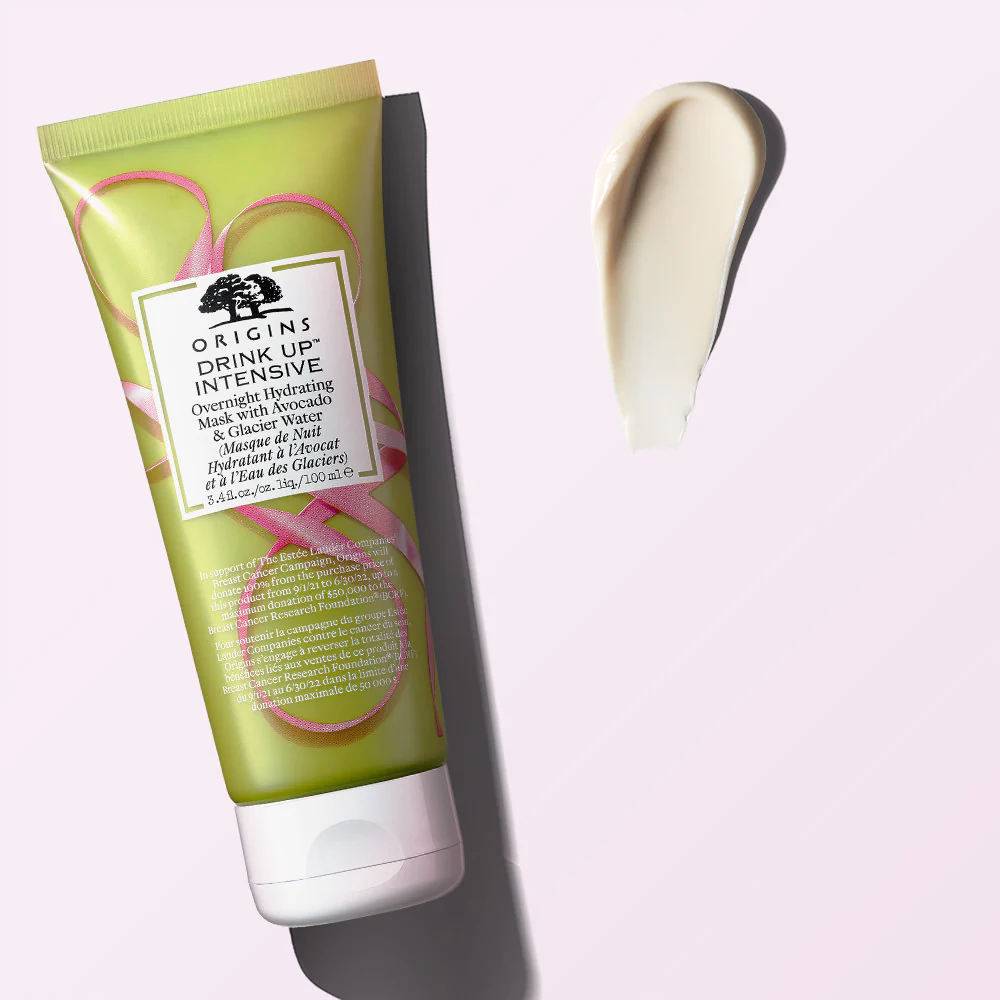 ORIGINS
DRINK UP™
INTENSIVE
Overnight Hydrating
Mask with Avocado
& Glacier Water
(Masque de Nuit
Hydratant à l'Avocat
et à l'Eau des Glaciers)
3.4 fl.oz./oz. liq./100 ml ℮
In support of The Estée Lauder Companies'
Breast Cancer Campaign, Origins will
donate 100% from the purchase price of
this product from 9/1/21 to 6/30/22, up to a
maximum donation of $50,000 to the
Breast Cancer Research Foundation® (BCRF).
Pour soutenir la campagne du groupe Estée
Lauder Companies contre le cancer du sein,
Origins s'engage à reverser la totalité des
bénéfices liés aux ventes de ce produit à la
Breast Cancer Research Foundation® (BCRF)
du 9/1/21 au 6/30/22 dans la limite d'une
donation maximale de 50 000 $.